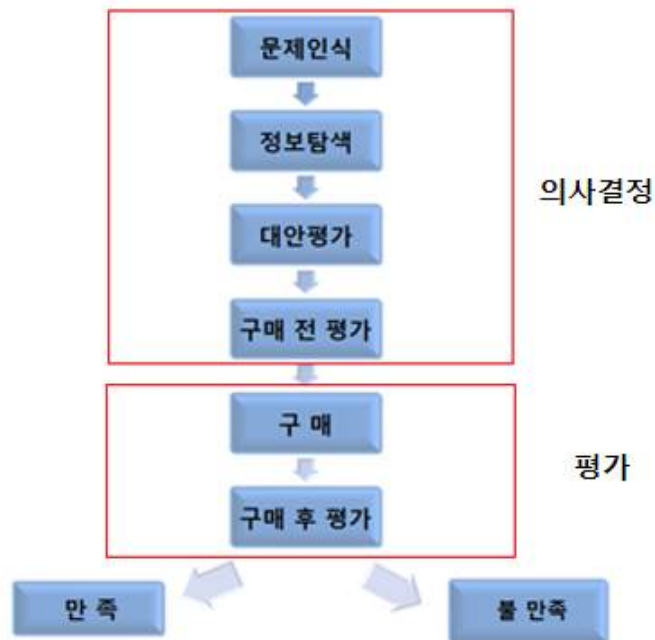 문제인식
정보탐색
대안평가
구매 전 평가
의사결정
구 매
구매 후 평가
평가
만 족
불 만족